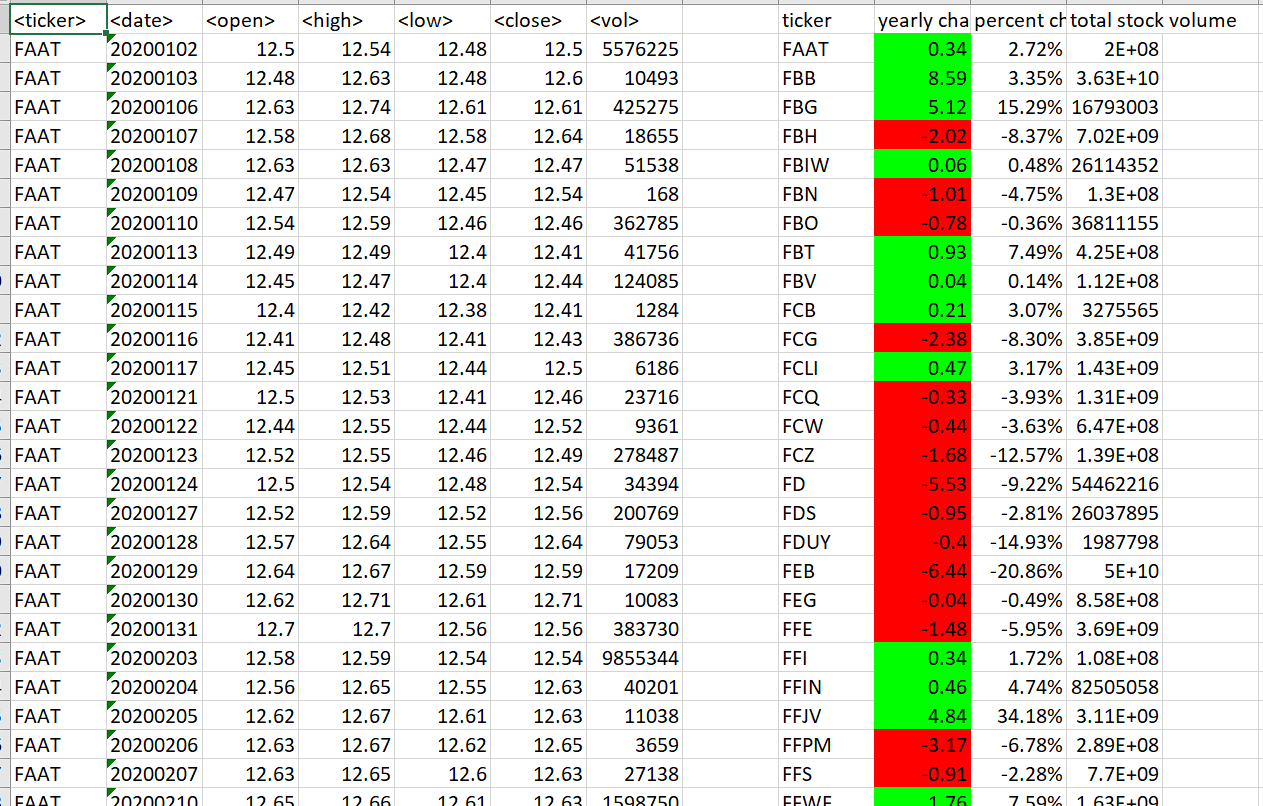 <ticker> <date> <open> <high> <low> <close> <vol> ticker yearly cha percent ch total stock volume
FAAT 20200102 12.5 12.54 12.48 12.5 5576225 FAAT 0.34 2.72% 2E+08
FAAT 20200103 12.48 12.63 12.48 12.6 10493 FBB 8.59 3.35% 3.63E+10
FAAT 20200106 12.63 12.74 12.61 12.61 425275 FBG 5.12 15.29% 16793003
FAAT 20200107 12.58 12.68 12.58 12.64 18655 FBH -2.02 -8.37% 7.02E+09
FAAT 20200108 12.63 12.63 12.47 12.47 51538 FBIW 0.06 0.48% 26114352
FAAT 20200109 12.47 12.54 12.45 12.54 168 FBN -1.01 -4.75% 1.3E+08
FAAT 20200110 12.54 12.59 12.46 12.46 362785 FBO -0.78 -0.36% 36811155
FAAT 20200113 12.49 12.49 12.4 12.41 41756 FBT 0.93 7.49% 4.25E+08
FAAT 20200114 12.45 12.47 12.4 12.44 124085 FBV 0.04 0.14% 1.12E+08
FAAT 20200115 12.4 12.42 12.38 12.41 1284 FCB 0.21 3.07% 3275565
FAAT 20200116 12.41 12.48 12.41 12.43 386736 FCG -2.38 -8.30% 3.85E+09
FAAT 20200117 12.45 12.51 12.44 12.5 6186 FCLI 0.47 3.17% 1.43E+09
FAAT 20200121 12.5 12.53 12.41 12.46 23716 FCQ -0.33 -3.93% 1.31E+09
FAAT 20200122 12.44 12.55 12.44 12.52 9361 FCW -0.44 -3.63% 6.47E+08
FAAT 20200123 12.52 12.55 12.46 12.49 278487 FCZ -1.68 -12.57% 1.39E+08
FAAT 20200124 12.5 12.54 12.48 12.54 34394 FD -5.53 -9.22% 54462216
FAAT 20200127 12.52 12.59 12.52 12.56 200769 FDS -0.95 -2.81% 26037895
FAAT 20200128 12.57 12.64 12.55 12.64 79053 FDUY -0.4 -14.93% 1987798
FAAT 20200129 12.64 12.67 12.59 12.59 17209 FEB -6.44 -20.86% 5E+10
FAAT 20200130 12.62 12.71 12.61 12.71 10083 FEG -0.04 -0.49% 8.58E+08
FAAT 20200131 12.7 12.7 12.56 12.56 383730 FFE -1.48 -5.95% 3.69E+09
FAAT 20200203 12.58 12.59 12.54 12.54 9855344 FFI 0.34 1.72% 1.08E+08
FAAT 20200204 12.56 12.65 12.55 12.63 40201 FFIN 0.46 4.74% 82505058
FAAT 20200205 12.62 12.67 12.61 12.63 11038 FFJV 4.84 34.18% 3.11E+09
FAAT 20200206 12.63 12.67 12.62 12.65 3659 FFPM -3.17 -6.78% 2.89E+08
FAAT 20200207 12.63 12.65 12.6 12.63 27138 FFS -0.91 -2.28% 7.7E+09
FAAT 20200210 12.65 12.66 12.61 12.63 1598750 1.76 7.59% 1.63E+09